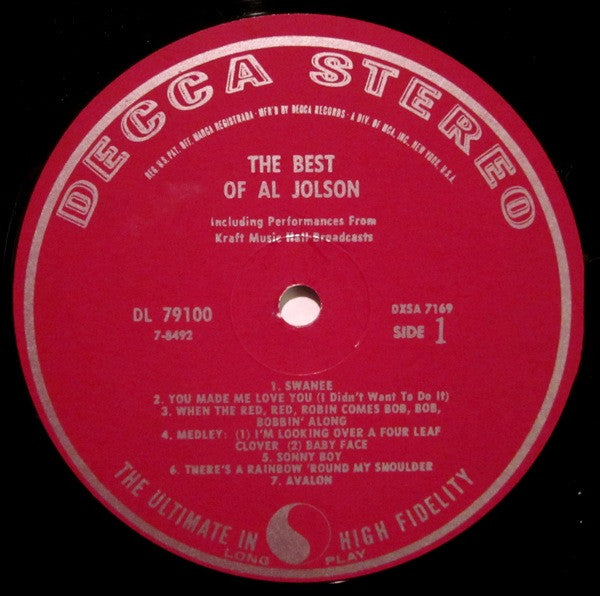 DECCA STEREO
REG. U.S. PAT. OFF. MARCA REGISTRADA - MFR'D BY DECCA RECORDS - A DIV. OF MCA, INC. NEW YORK, U.S.A.
THE BEST
OF AL JOLSON
Including Performances From
Kraft Music Hall Broadcasts
DL 79100
7-8492
DXSA 7169
SIDE 1
1. SWANEE
2. YOU MADE ME LOVE YOU (I Didn't Want To Do It)
3. WHEN THE RED, RED, ROBIN COMES BOB, BOB,
BOBBIN' ALONG
4. MEDLEY: (1) I'M LOOKING OVER A FOUR LEAF
CLOVER (2) BABY FACE
5. SONNY BOY
6. THERE'S A RAINBOW 'ROUND MY SHOULDER
7. AVALON
THE ULTIMATE IN HIGH FIDELITY
LONG PLAY